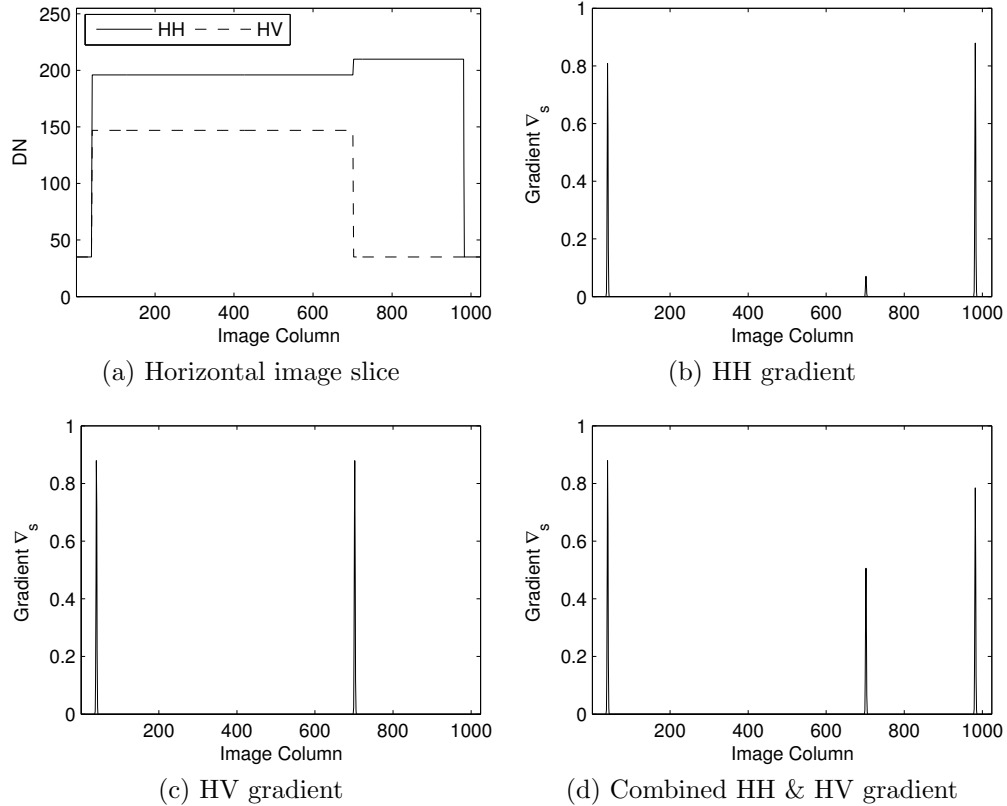 HH HV
250
200
150
100
50
0
DN
200 400 600 800 1000
Image Column
(a) Horizontal image slice
1
0.8
0.6
0.4
0.2
0
Gradient ∇s
200 400 600 800 1000
Image Column
(b) HH gradient
1
0.8
0.6
0.4
0.2
0
Gradient ∇s
200 400 600 800 1000
Image Column
(c) HV gradient
1
0.8
0.6
0.4
0.2
0
Gradient ∇s
200 400 600 800 1000
Image Column
(d) Combined HH & HV gradient